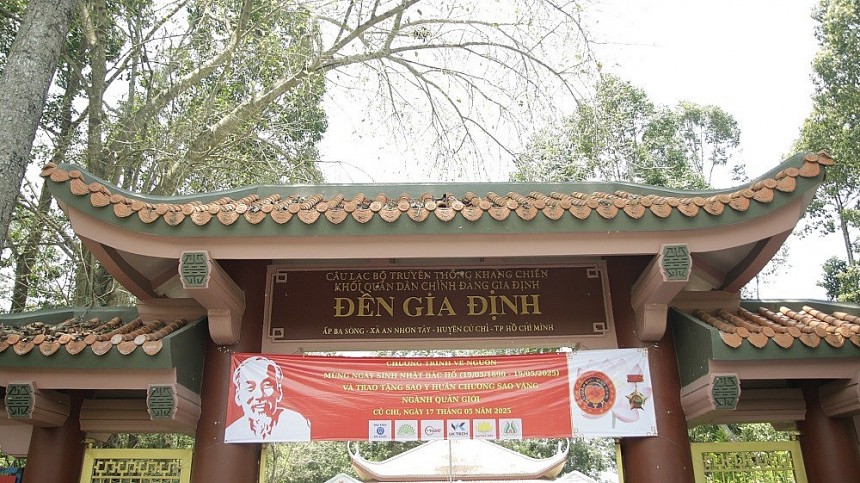 CÂU LẠC BỘ TRUYỀN THỐNG KHÁNG CHIẾN
KHỐI QUÂN DÂN CHÍNH ĐẢNG GIA ĐỊNH
ĐỀN GIA ĐỊNH
ẤP BA SÒNG - XÃ AN NHƠN TÂY - HUYỆN CỦ CHI - TP HỒ CHÍ MINH
CHƯƠNG TRÌNH VỀ NGUỒN
MỪNG NGÀY SINH NHẬT BÁC HỒ (19/05/1890 - 19/05/2025)
VÀ TRAO TẶNG SAO Y HUÂN CHƯƠNG SAO VÀNG
NGÀNH QUÂN GIỚI
CỦ CHI, NGÀY 17 THÁNG 05 NĂM 2025